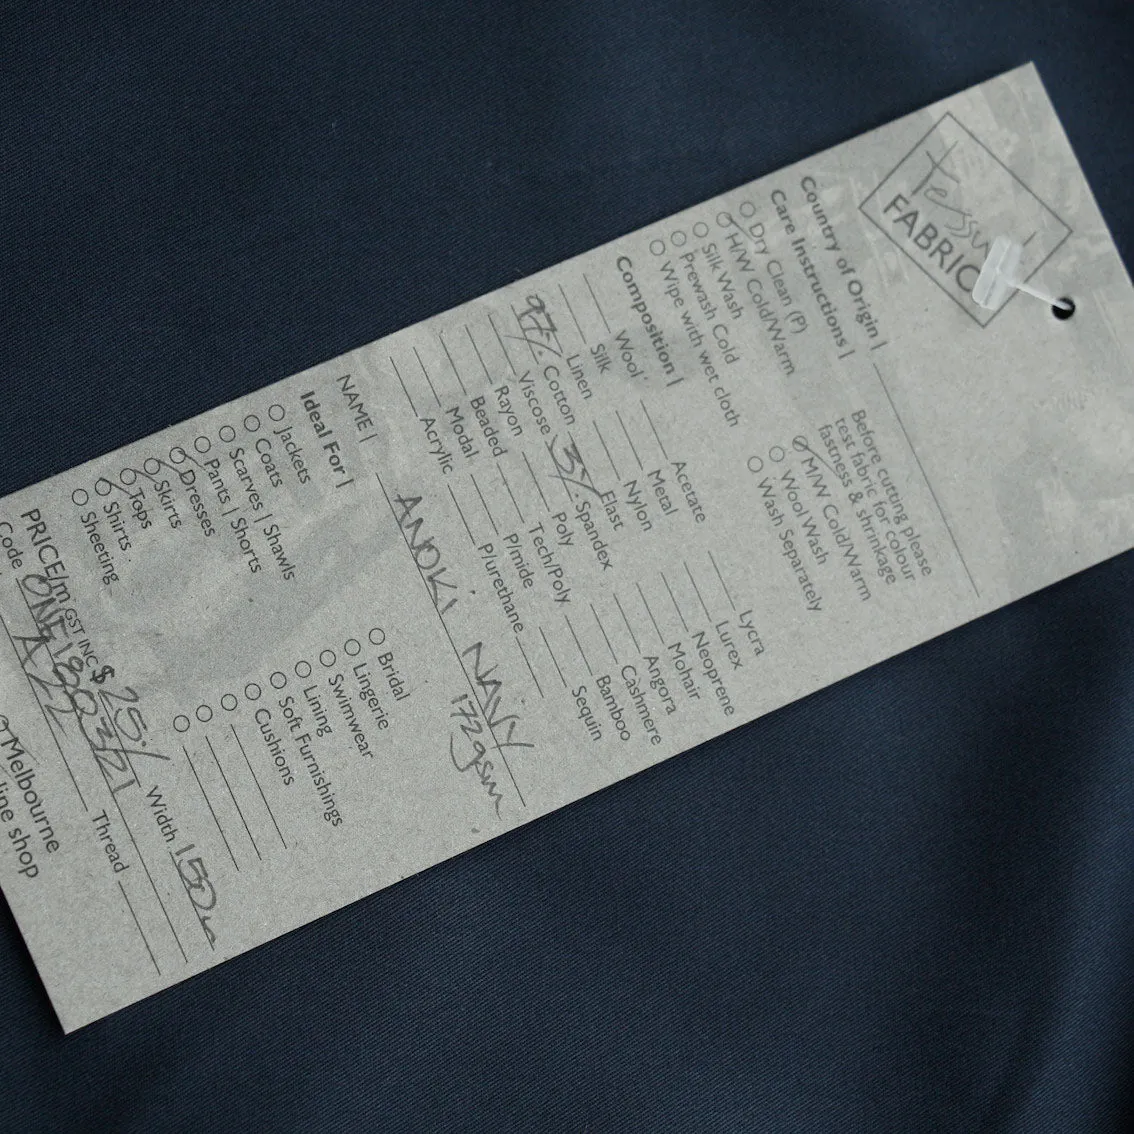 tessuti
FABRICS
Country of Origin |
Care Instructions |
Dry Clean (P)
H/W Cold/Warm
Silk Wash
Prewash Cold
Wipe with wet cloth
Before cutting please
test fabric for colour
fastness & shrinkage
M/W Cold/Warm
Wool Wash
Wash Separately
Composition |
Wool Acetate Lycra
Silk Metal Lurex
Linen Nylon Neoprene
97% Cotton Elast Mohair
Viscose 3% Spandex Angora
Rayon Poly Cashmere
Beaded Tech/Poly Bamboo
Modal P/mide Sequin
Acrylic P/urethane
NAME | ANOKI NAVY
172gsm
Ideal For |
Jackets Bridal
Coats Lingerie
Scarves | Shawls Swimwear
Pants | Shorts Lining
Dresses Soft Furnishings
Skirts Cushions
Tops
Shirts
Sheeting
PRICE/m GST INC $ 25.- Width 150
Code
A22 Thread
Melbourne
line shop